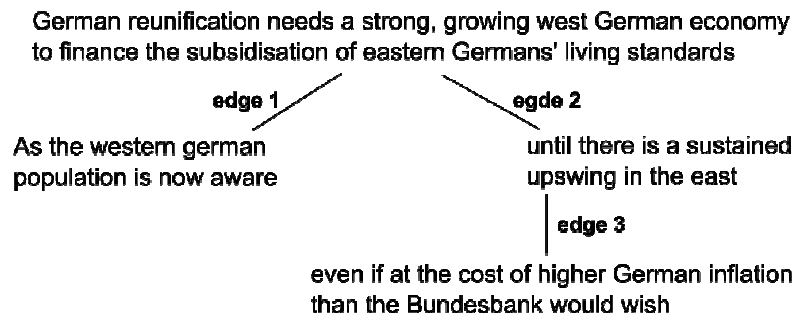 German reunification needs a strong, growing west German economy
to finance the subsidisation of eastern Germans' living standards
edge 1
egde 2
As the western german
population is now aware
until there is a sustained
upswing in the east
edge 3
even if at the cost of higher German inflation
than the Bundesbank would wish